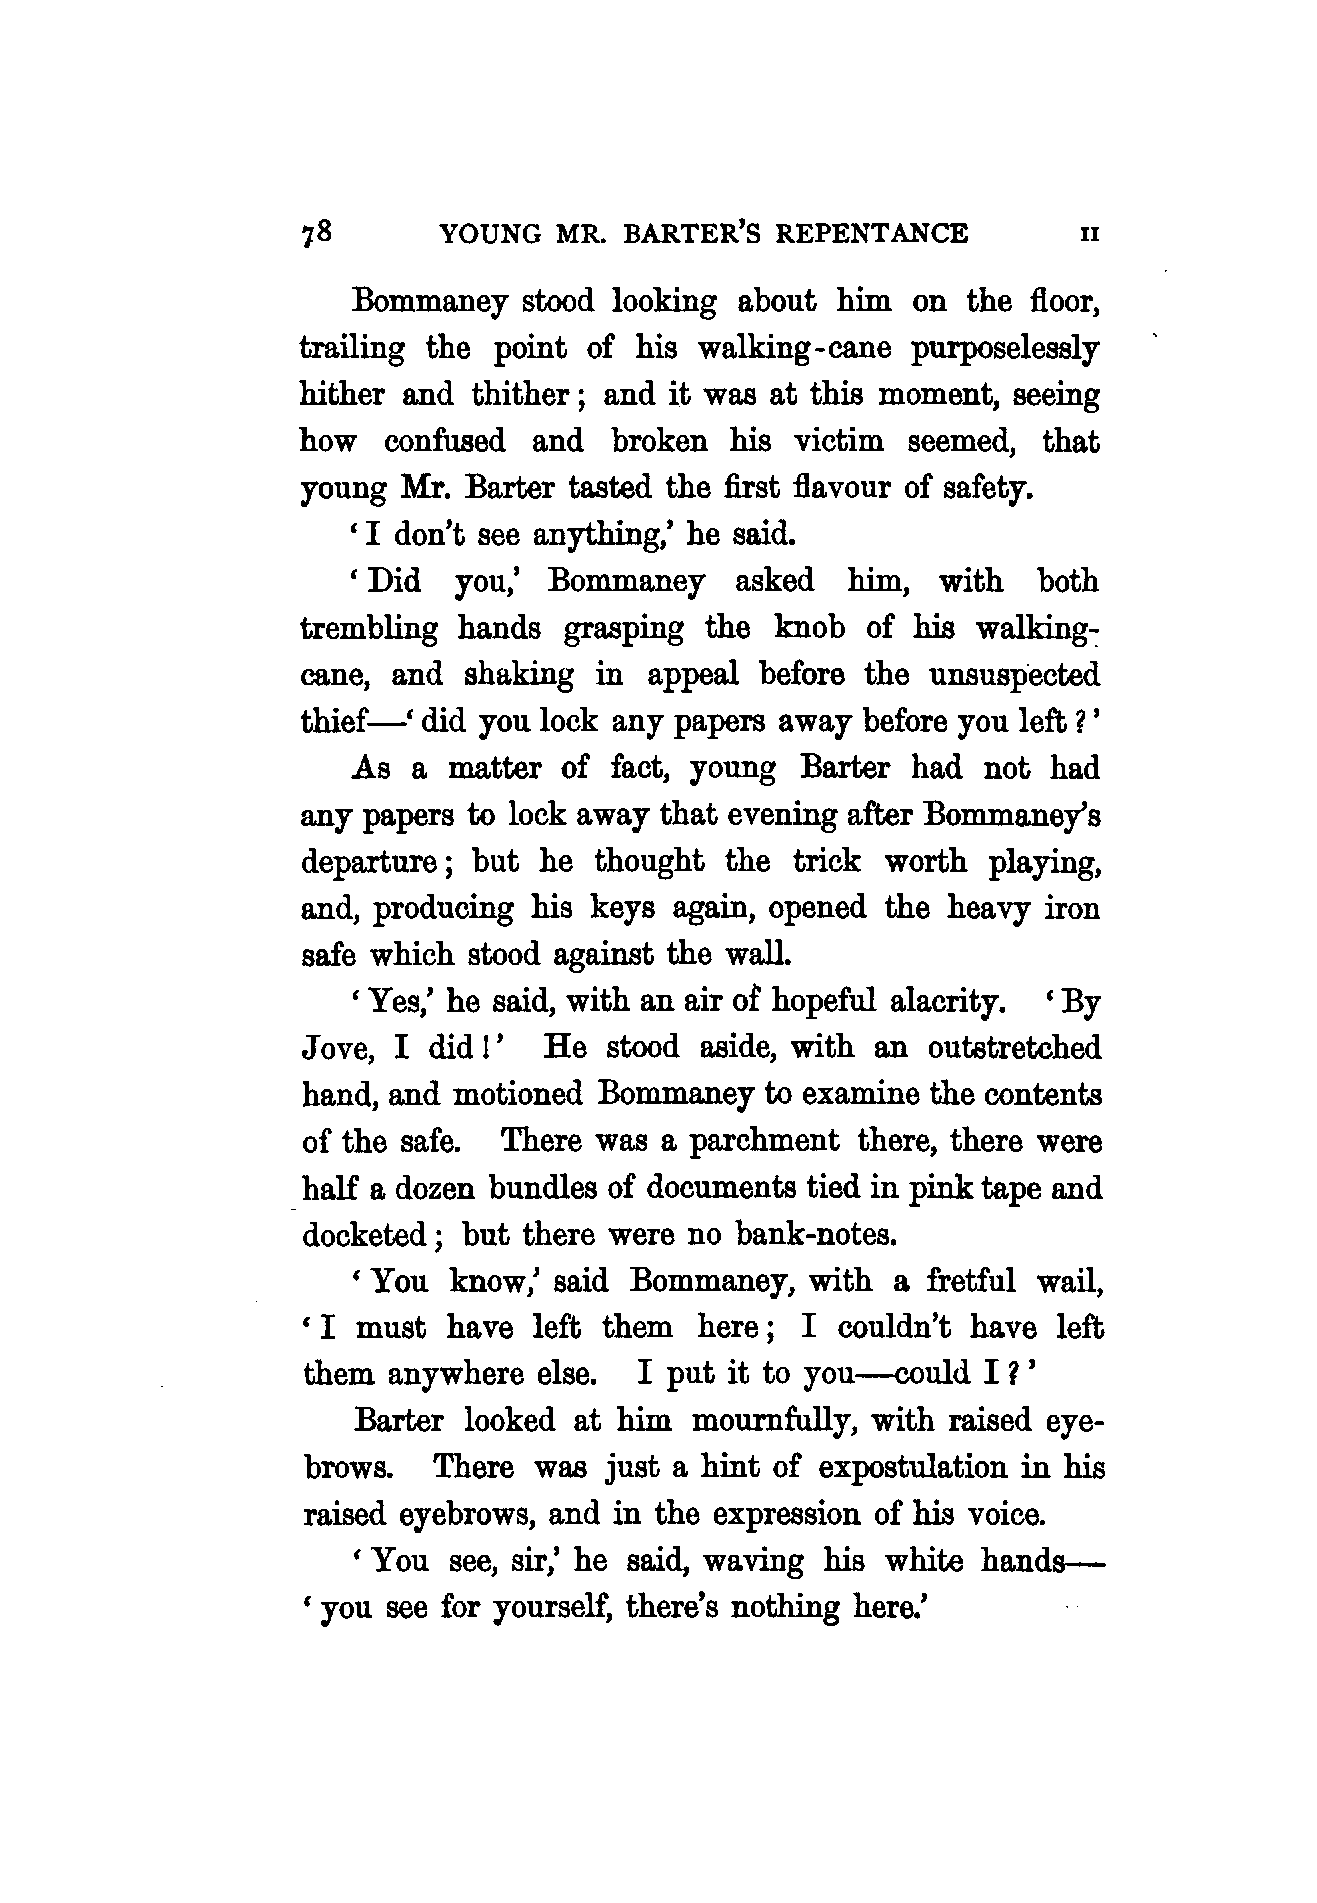 78 YOUNG MR. BARTER'S REPENTANCE II
Bommaney stood looking about him on the floor,
trailing the point of his walking-cane purposelessly
hither and thither; and it was at this moment, seeing
how confused and broken his victim seemed, that
young Mr. Barter tasted the first flavour of safety.
'I don't see anything,' he said.
'Did you,' Bommaney asked him, with both
trembling hands grasping the knob of his walking-
cane, and shaking in appeal before the unsuspected
thief—'did you lock any papers away before you left?'
As a matter of fact, young Barter had not had
any papers to lock away that evening after Bommaney's
departure; but he thought the trick worth playing,
and, producing his keys again, opened the heavy iron
safe which stood against the wall.
'Yes,' he said, with an air of hopeful alacrity. 'By
Jove, I did!' He stood aside, with an outstretched
hand, and motioned Bommaney to examine the contents
of the safe. There was a parchment there, there were
half a dozen bundles of documents tied in pink tape and
docketed; but there were no bank-notes.
'You know,' said Bommaney, with a fretful wail,
'I must have left them here; I couldn't have left
them anywhere else. I put it to you—could I?'
Barter looked at him mournfully, with raised eye-
brows. There was just a hint of expostulation in his
raised eyebrows, and in the expression of his voice.
'You see, sir,' he said, waving his white hands—
'you see for yourself, there's nothing here.'